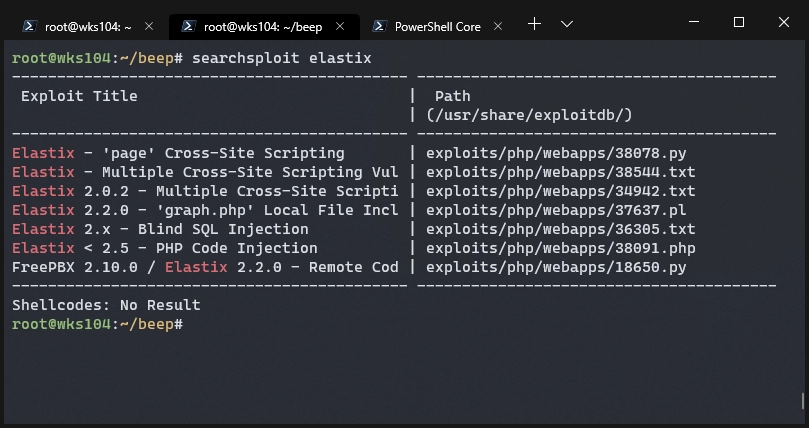 root@wks104: ~ root@wks104: ~/beep PowerShell Core
root@wks104:~/beep# searchsploit elastix
-------------------------------------------- ----------------------------------------
Exploit Title | Path
| (/usr/share/exploitdb/)
-------------------------------------------- ----------------------------------------
Elastix - 'page' Cross-Site Scripting | exploits/php/webapps/38078.py
Elastix - Multiple Cross-Site Scripting Vul | exploits/php/webapps/38544.txt
Elastix 2.0.2 - Multiple Cross-Site Scripti | exploits/php/webapps/34942.txt
Elastix 2.2.0 - 'graph.php' Local File Incl | exploits/php/webapps/37637.pl
Elastix 2.x - Blind SQL Injection | exploits/php/webapps/36305.txt
Elastix < 2.5 - PHP Code Injection | exploits/php/webapps/38091.php
FreePBX 2.10.0 / Elastix 2.2.0 - Remote Cod | exploits/php/webapps/18650.py
-------------------------------------------- ----------------------------------------
Shellcodes: No Result
root@wks104:~/beep#